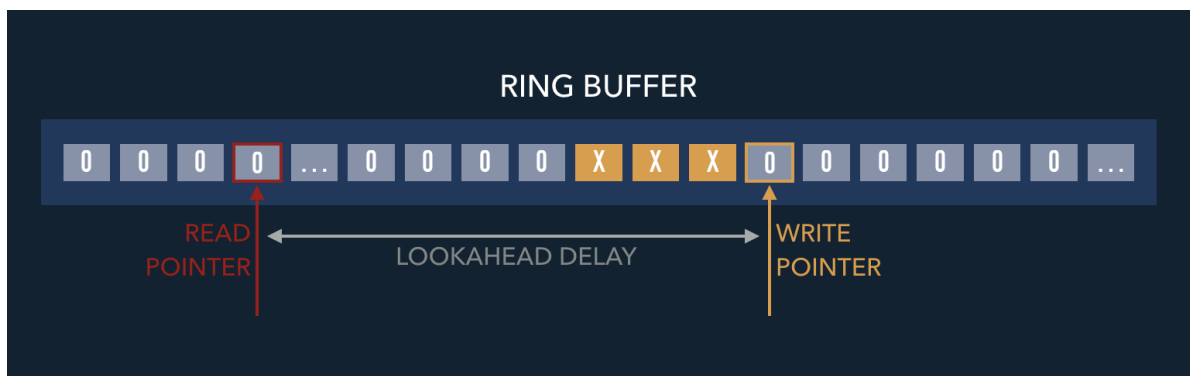 RING BUFFER
0 0 0 0 ... 0 0 0 0 X X X 0 0 0 0 0 0 ...
READ POINTER
LOOKAHEAD DELAY
WRITE POINTER